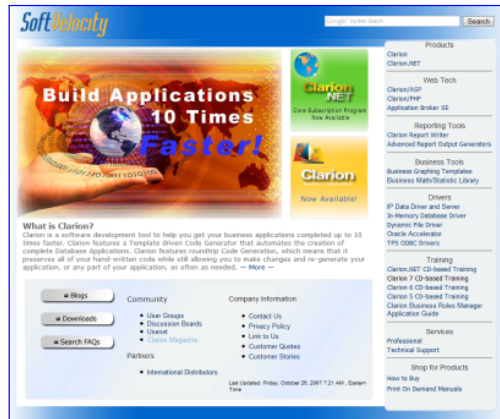 SoftVelocity
Search
Build Applications
10 Times
Faster!
Clarion
.NET
Core Subscription Program
Now Available
Clarion
Now Available!
What is Clarion?
Clarion is a software development tool to help you get your business applications completed up to 10
times faster. Clarion features a Template driven Code Generator that automates the creation of
complete Database Applications. Clarion features roundtrip Code Generation, which means that it
preserves all of your hand-written code while still allowing you to make changes and re-generate your
application, or any part of your application, as often as needed. — More —
Blogs
Downloads
Search FAQs
Community
• User Groups
• Discussion Boards
• Usenet
• Clarion Magazine
Partners
• International Distributors
Company Information
• Contact Us
• Privacy Policy
• Link to Us
• Customer Quotes
• Customer Stories
Last Updated: Friday, October 26, 2007 7:21 AM , Eastern
Time
Products
Clarion
Clarion.NET
Web Tech
Clarion/ASP
Clarion/PHP
Application Broker SE
Reporting Tools
Clarion Report Writer
Advanced Report Output Generators
Business Tools
Business Graphing Templates
Business Math/Statistic Library
Drivers
IP Data Driver and Server
In-Memory Database Driver
Dynamic File Driver
Oracle Accelerator
TPS ODBC Drivers
Training
Clarion.NET CD-based Training
Clarion 7 CD-based Training
Clarion 6 CD-based Training
Clarion 5 CD-based Training
Clarion Business Rules Manager
Application Guide
Services
Professional
Technical Support
Shop for Products
How to Buy
Print On Demand Manuals